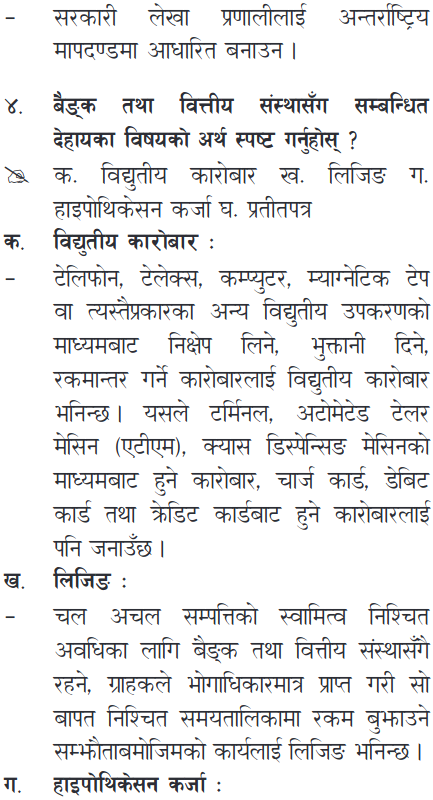 – सरकारी लेखा प्रणालीलाई अन्तर्राष्ट्रिय
मापदण्डमा आधारित बनाउन ।
४. बैङ्क तथा वित्तीय संस्थासँग सम्बन्धित
देहायका विषयको अर्थ स्पष्ट गर्नुहोस् ?
क. विद्युतीय कारोबार ख. लिजिङ ग.
हाइपोथिकेसन कर्जा घ. प्रतीतपत्र
क. विद्युतीय कारोबार :
– टेलिफोन, टेलेक्स, कम्प्युटर, म्याग्नेटिक टेप
वा त्यस्तैप्रकारका अन्य विद्युतीय उपकरणको
माध्यमबाट निक्षेप लिने, भुक्तानी दिने,
रकमान्तर गर्ने कारोबारलाई विद्युतीय कारोबार
भनिन्छ । यसले टर्मिनल, अटोमेटेड टेलर
मेसिन (एटीएम), क्यास डिस्पेन्सिङ मेसिनको
माध्यमबाट हुने कारोबार, चार्ज कार्ड, डेबिट
कार्ड तथा क्रेडिट कार्डबाट हुने कारोबारलाई
पनि जनाउँछ ।
ख. लिजिङ :
– चल अचल सम्पत्तिको स्वामित्व निश्चित
अवधिका लागि बैङ्क तथा वित्तीय संस्थासँगै
रहने, ग्राहकले भोगाधिकारमात्र प्राप्त गरी सो
बापत निश्चित समयतालिकामा रकम बुझाउने
सम्झौताबमोजिमको कार्यलाई लिजिङ भनिन्छ ।
ग. हाइपोथिकेसन कर्जा :